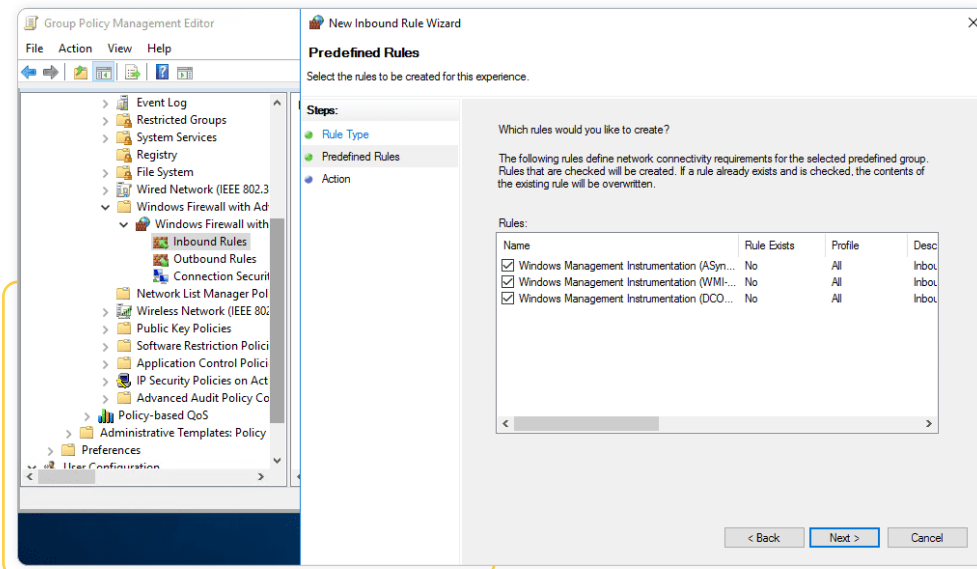 Group Policy Management Editor
File Action View Help
Event Log
Restricted Groups
System Services
Registry
File System
Wired Network (IEEE 802.3
Windows Firewall with Ad
Windows Firewall with
Inbound Rules
Outbound Rules
Connection Securit
Network List Manager Pol
Wireless Network (IEEE 802
Public Key Policies
Software Restriction Polici
Application Control Polici
IP Security Policies on Act
Advanced Audit Policy Co
Policy-based QoS
Administrative Templates: Policy
Preferences
User Configuration
New Inbound Rule Wizard
Predefined Rules
Select the rules to be created for this experience.
Steps:
Rule Type
Predefined Rules
Action
Which rules would you like to create?
The following rules define network connectivity requirements for the selected predefined group.
Rules that are checked will be created. If a rule already exists and is checked, the contents of
the existing rule will be overwritten.
Rules:
Name Rule Exists Profile Desc
Windows Management Instrumentation (ASyn... No All Inbou
Windows Management Instrumentation (WMI-... No All Inbou
Windows Management Instrumentation (DCO... No All Inbou
< Back Next > Cancel